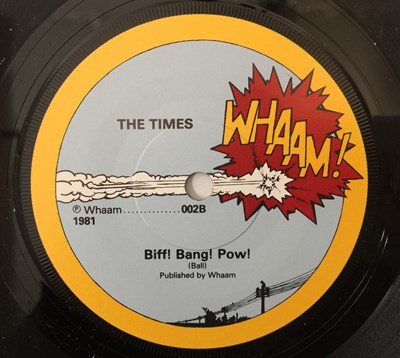 WHAAM!
THE TIMES
℗ Whaam..............002B
1981
Biff! Bang! Pow!
(Ball)
Published by Whaam